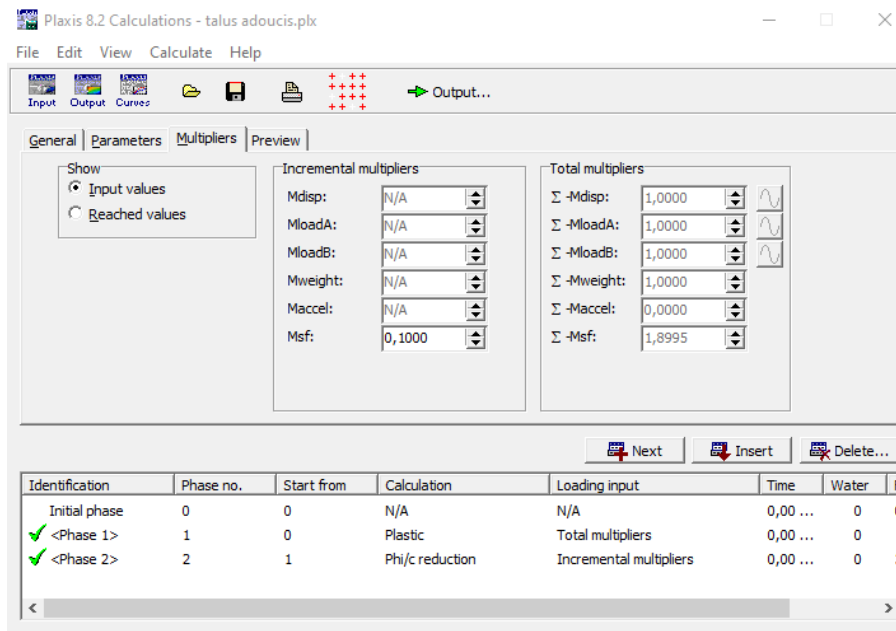 Plaxis 8.2 Calculations - talus adoucis.plx
File Edit View Calculate Help
Input Output Curves Output...
General Parameters Multipliers Preview
Show
Input values
Reached values
Incremental multipliers
Mdisp: N/A
MloadA: N/A
MloadB: N/A
Mweight: N/A
Maccel: N/A
Msf: 0,1000
Total multipliers
Σ -Mdisp: 1,0000
Σ -MloadA: 1,0000
Σ -MloadB: 1,0000
Σ -Mweight: 1,0000
Σ -Maccel: 0,0000
Σ -Msf: 1,8995
Next Insert Delete...
Identification Phase no. Start from Calculation Loading input Time Water
Initial phase 0 0 N/A N/A 0,00 ... 0
<Phase 1> 1 0 Plastic Total multipliers 0,00 ... 0
<Phase 2> 2 1 Phi/c reduction Incremental multipliers 0,00 ... 0